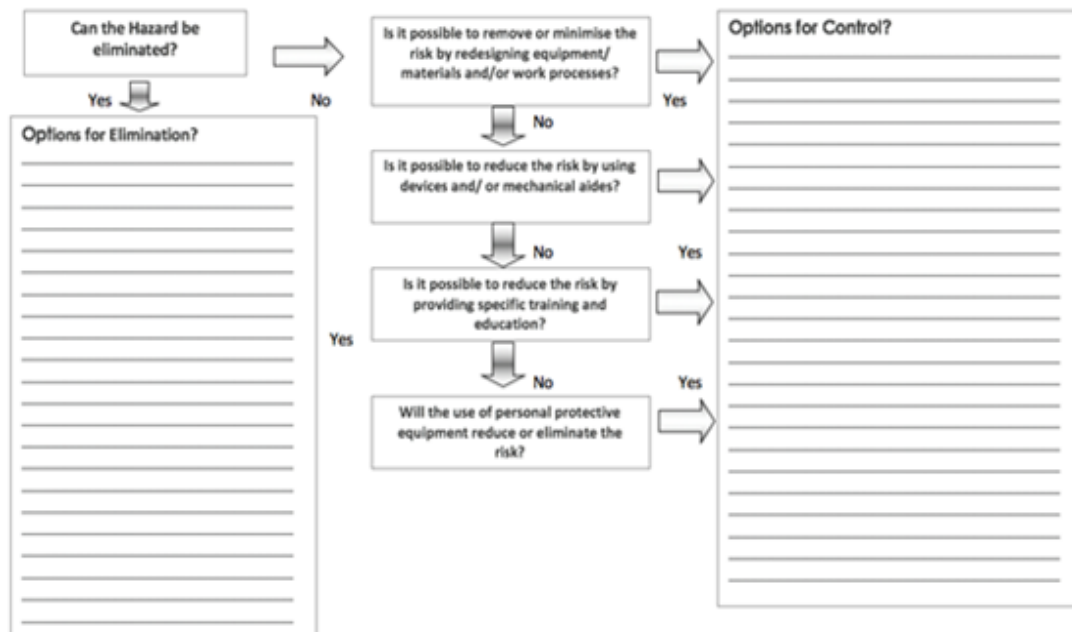 Can the Hazard be
eliminated?
Yes
No
Options for Elimination?
Is it possible to remove or minimise the
risk by redesigning equipment/
materials and/or work processes?
Yes
No
Is it possible to reduce the risk by using
devices and/ or mechanical aides?
No
Yes
Is it possible to reduce the risk by
providing specific training and
education?
Yes
No
Yes
Will the use of personal protective
equipment reduce or eliminate the
risk?
Options for Control?